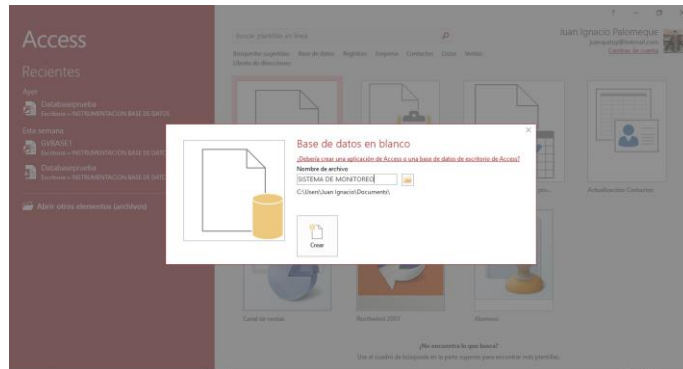 Access
Recientes
Ayer
Databaseprueba
Escritorio » INSTRUMENTACION BASE DE DATOS
Esta semana
GVBASE1
Escritorio » INSTRUMENTACION BASE DE DATO
Databaseprueba
Escritorio » INSTRUMENTACION BASE DE DATO
Abrir otros elementos (archivos)
Buscar plantillas en línea
Búsquedas sugeridas: Base de datos Registros Empresa Contactos Listas Ventas
Libreta de direcciones
Juan Ignacio Palomeque
Cambiar de cuenta
Base de datos en blanco
¿Debería crear una aplicación de Access o una base de datos de escritorio de Access?
Nombre de archivo
SISTEMA DE MONITOREO
C:\Users\Juan Ignacio\Documents\
Crear
Actualización Contactos
Canal de ventas
Northwind 2007
Alumnos
¿No encuentra lo que busca?
Use el cuadro de búsqueda en la parte superior para encontrar más plantillas.